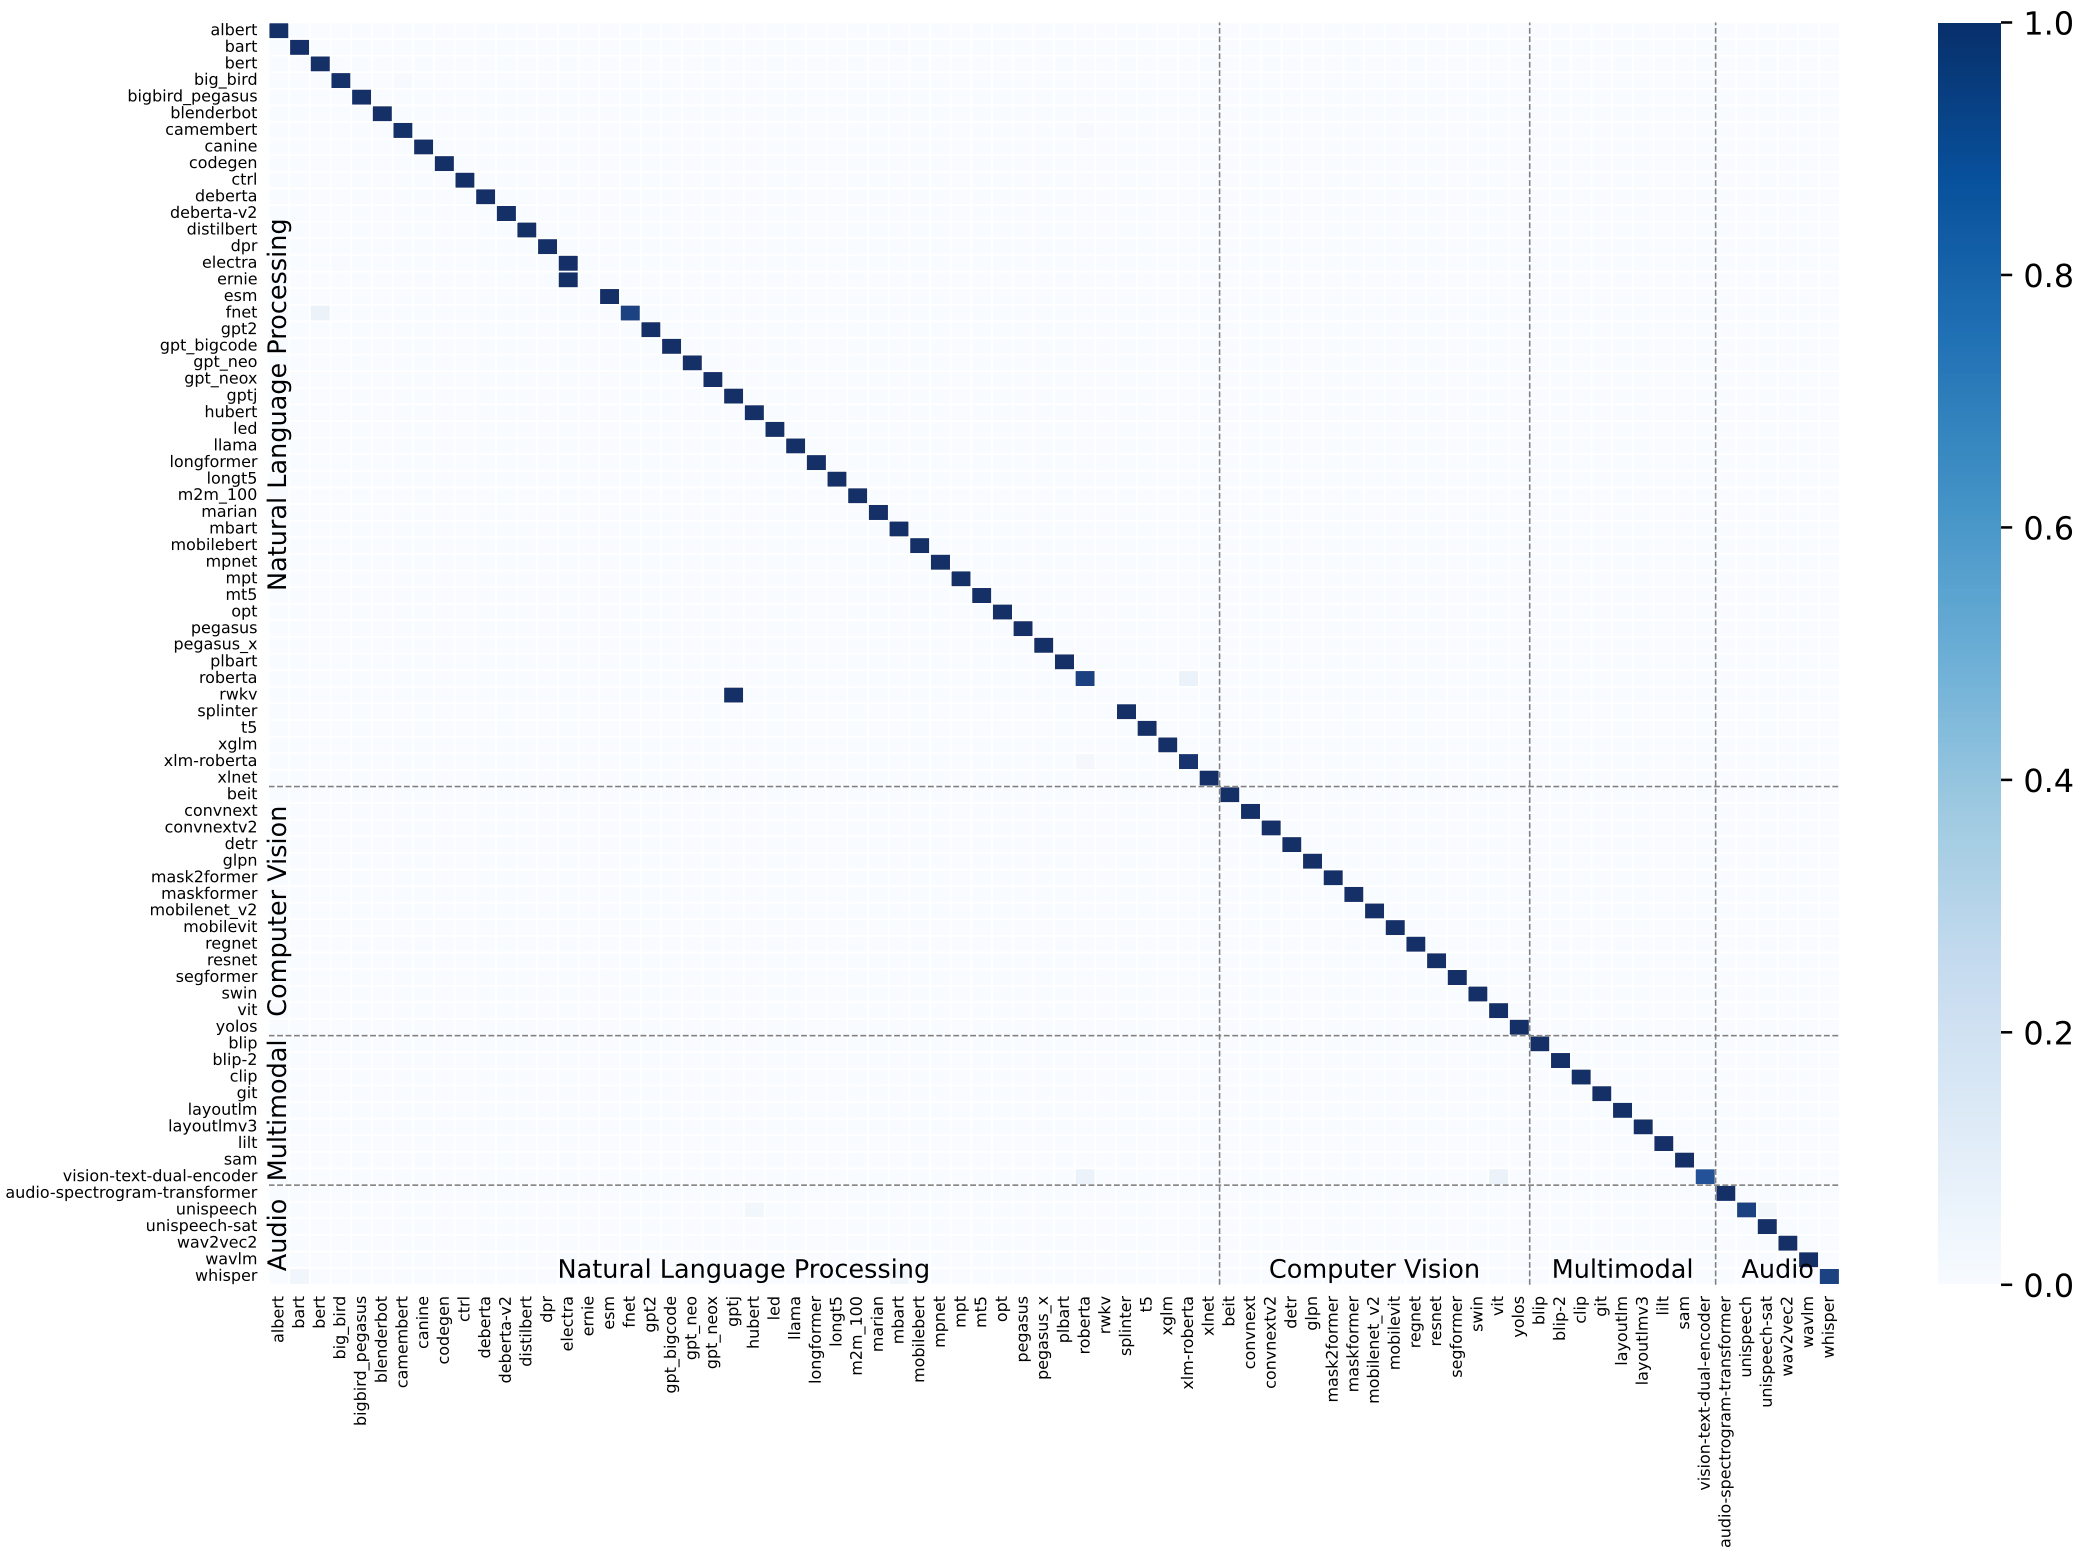 albert
bart
bert
big_bird
bigbird_pegasus
blenderbot
camembert
canine
codegen
ctrl
deberta
deberta-v2
distilbert
dpr
electra
ernie
esm
fnet
gpt2
gpt_bigcode
gpt_neo
gpt_neox
gptj
hubert
led
llama
longformer
longt5
m2m_100
marian
mbart
mobilebert
mpnet
mpt
mt5
opt
pegasus
pegasus_x
plbart
roberta
rwkv
splinter
t5
xglm
xlm-roberta
xlnet
beit
convnext
convnextv2
detr
glpn
mask2former
maskformer
mobilenet_v2
mobilevit
regnet
resnet
segformer
swin
vit
yolos
blip
blip-2
clip
git
layoutlm
layoutlmv3
lilt
sam
vision-text-dual-encoder
audio-spectrogram-transformer
unispeech
unispeech-sat
wav2vec2
wavlm
whisper
Natural Language Processing
Computer Vision
Multimodal
Audio
Natural Language Processing
Computer Vision
Multimodal
Audio
albert
bart
bert
big_bird
bigbird_pegasus
blenderbot
camembert
canine
codegen
ctrl
deberta
deberta-v2
distilbert
dpr
electra
ernie
esm
fnet
gpt2
gpt_bigcode
gpt_neo
gpt_neox
gptj
hubert
led
llama
longformer
longt5
m2m_100
marian
mbart
mobilebert
mpnet
mpt
mt5
opt
pegasus
pegasus_x
plbart
roberta
rwkv
splinter
t5
xglm
xlm-roberta
xlnet
beit
convnext
convnextv2
detr
glpn
mask2former
maskformer
mobilenet_v2
mobilevit
regnet
resnet
segformer
swin
vit
yolos
blip
blip-2
clip
git
layoutlm
layoutlmv3
lilt
sam
vision-text-dual-encoder
audio-spectrogram-transformer
unispeech
unispeech-sat
wav2vec2
wavlm
whisper
1.0
0.8
0.6
0.4
0.2
0.0